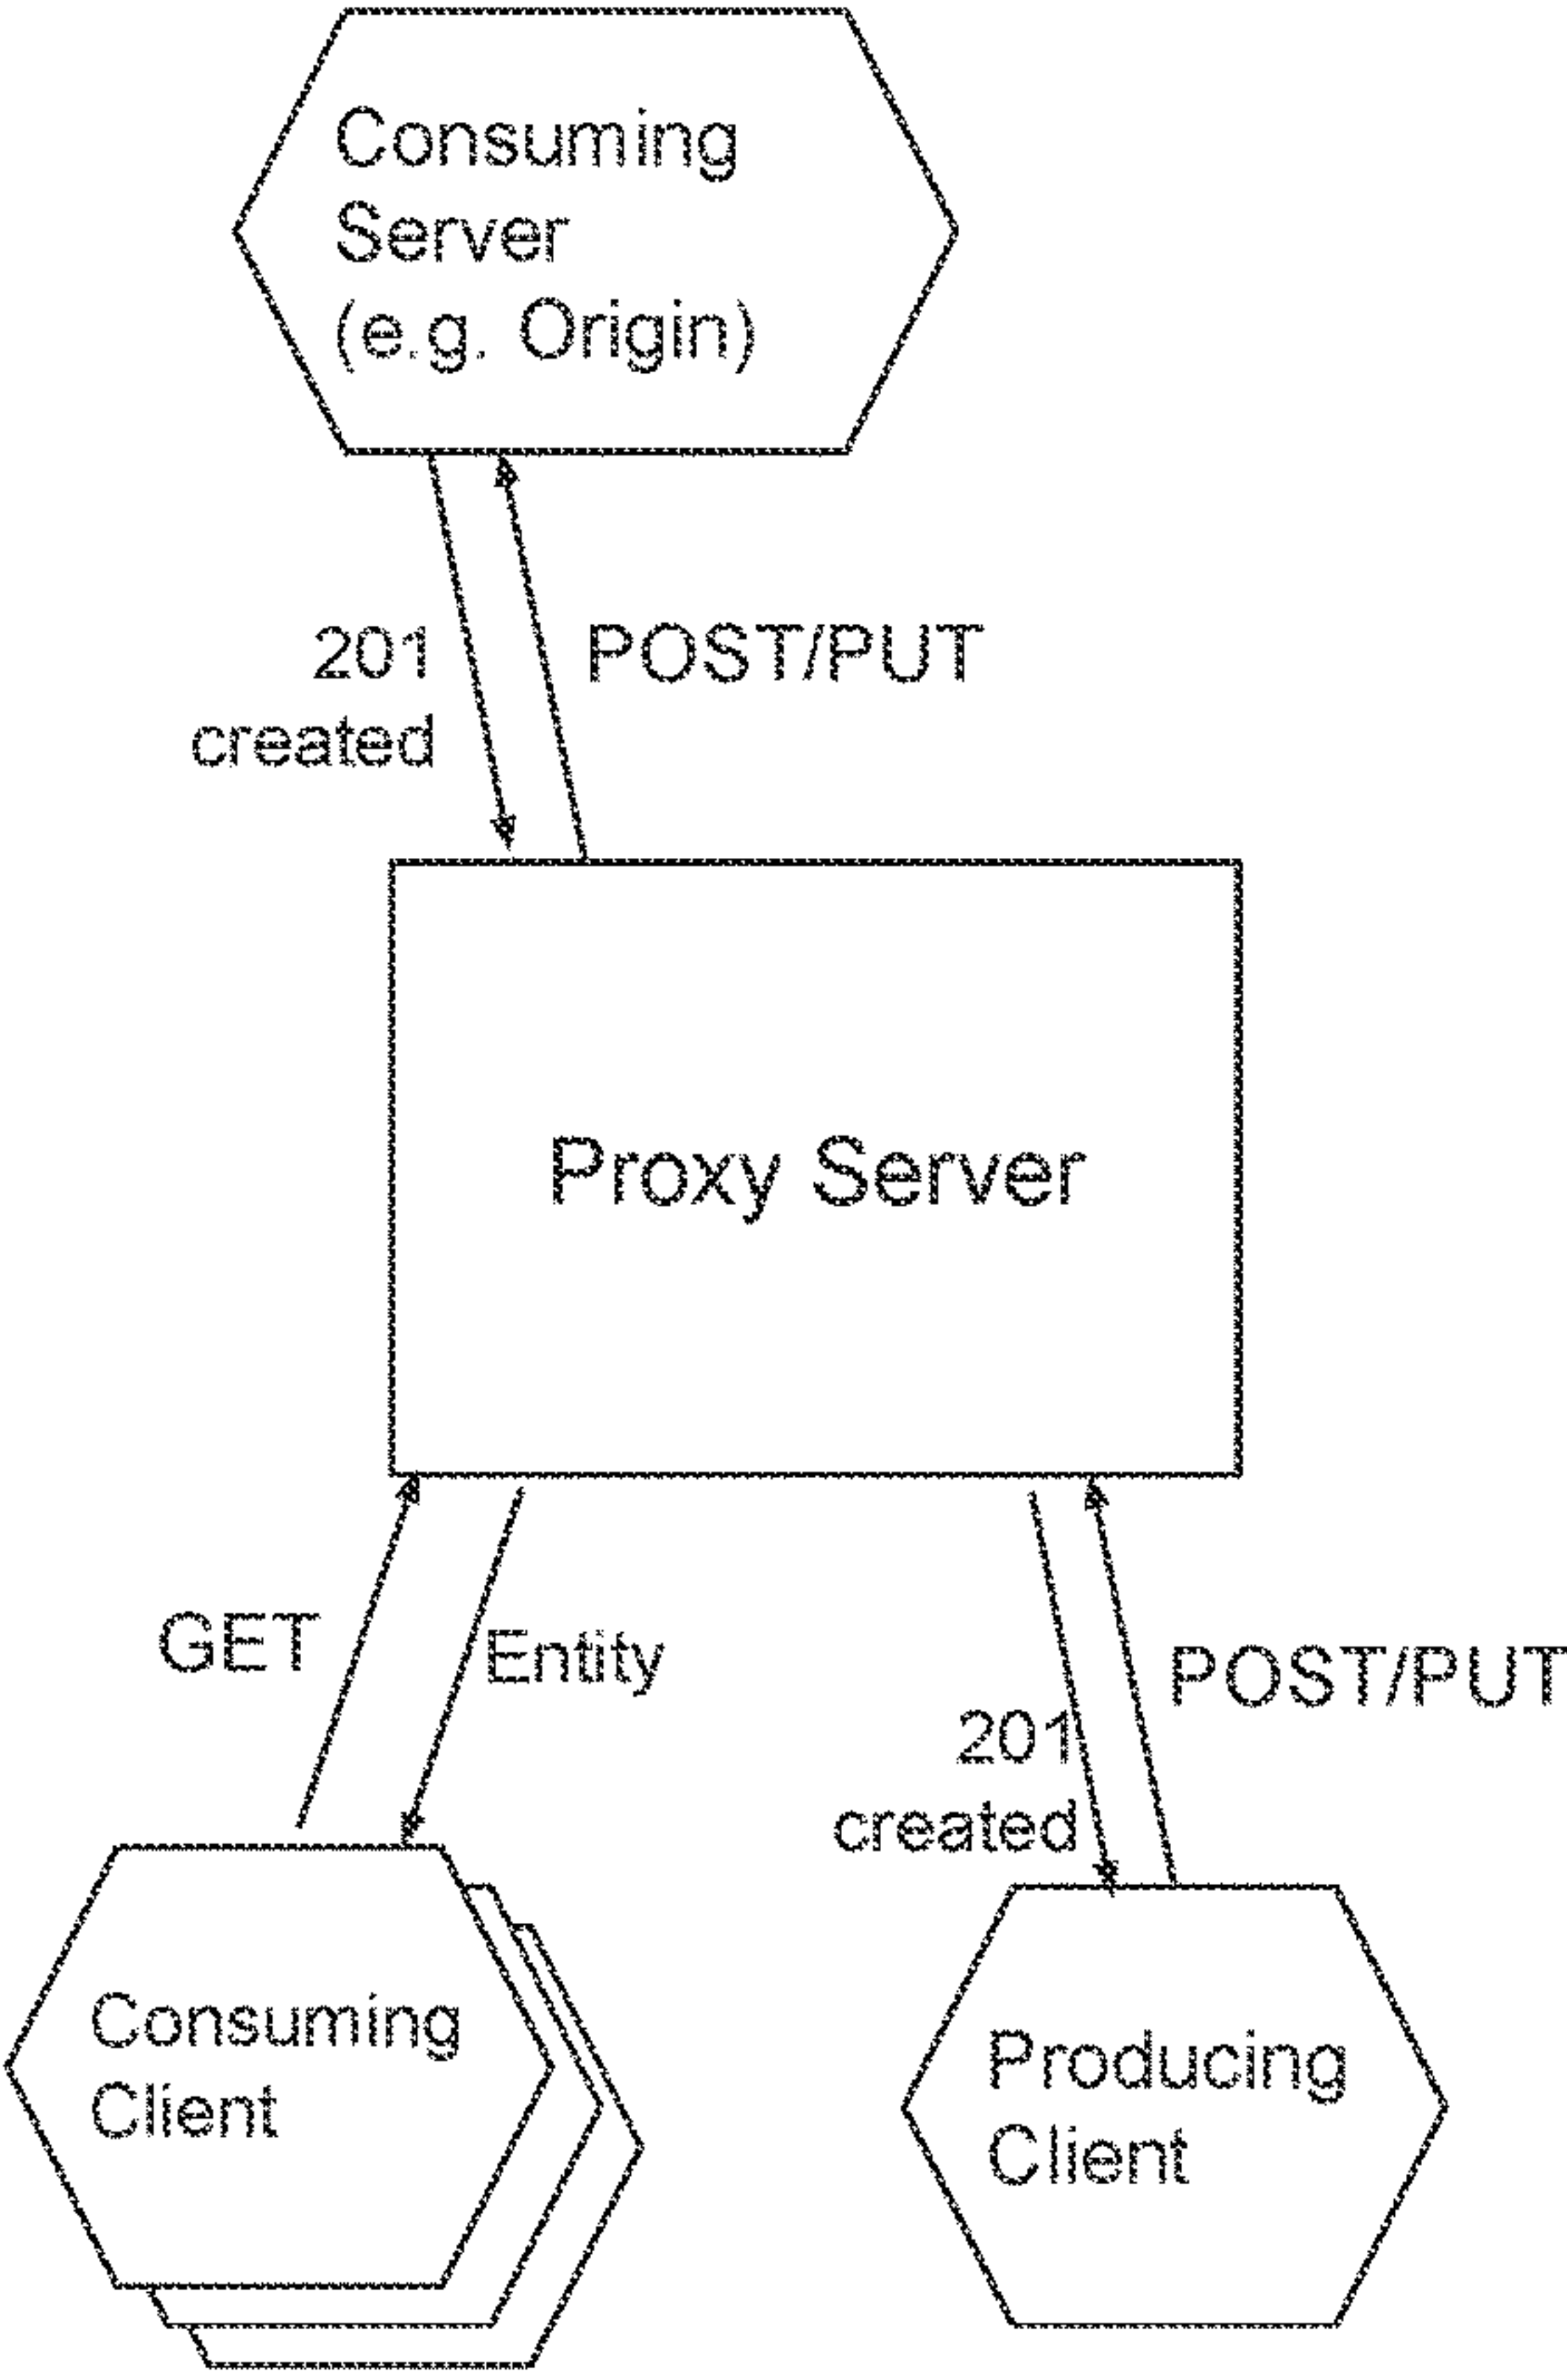 Consuming
Server
(e.g. Origin)
201
created
POST/PUT
Proxy Server
GET
Entity
201
created
POST/PUT
Consuming
Client
Producing
Client